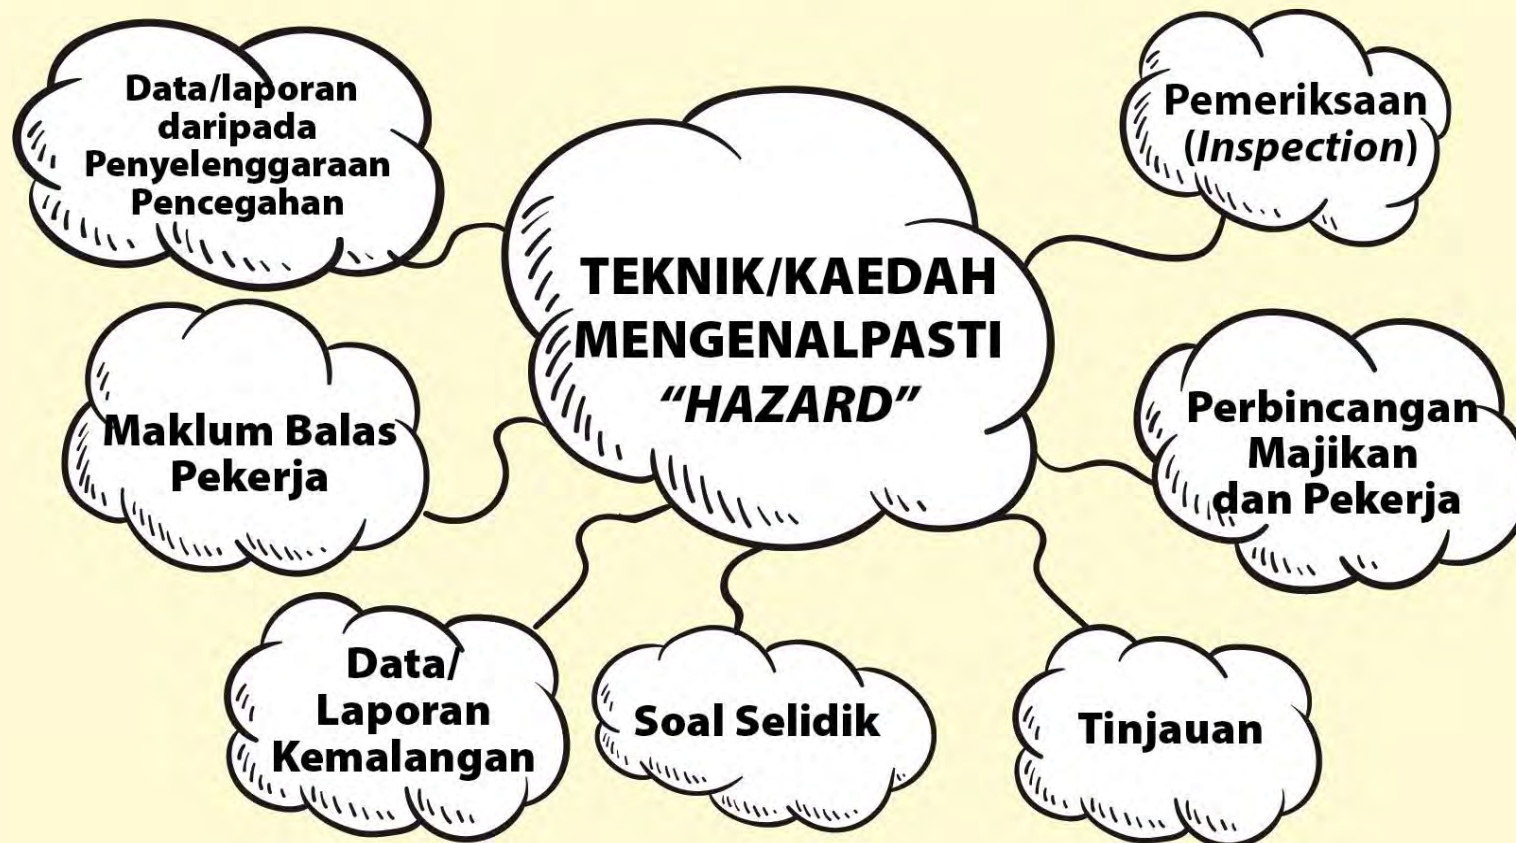 Data/laporan
daripada
Penyelenggaraan
Pencegahan
Pemeriksaan
(Inspection)
TEKNIK/KAEDAH
MENGENALPASTI
“HAZARD”
Maklum Balas
Pekerja
Perbincangan
Majikan
dan Pekerja
Data/
Laporan
Kemalangan
Soal Selidik
Tinjauan